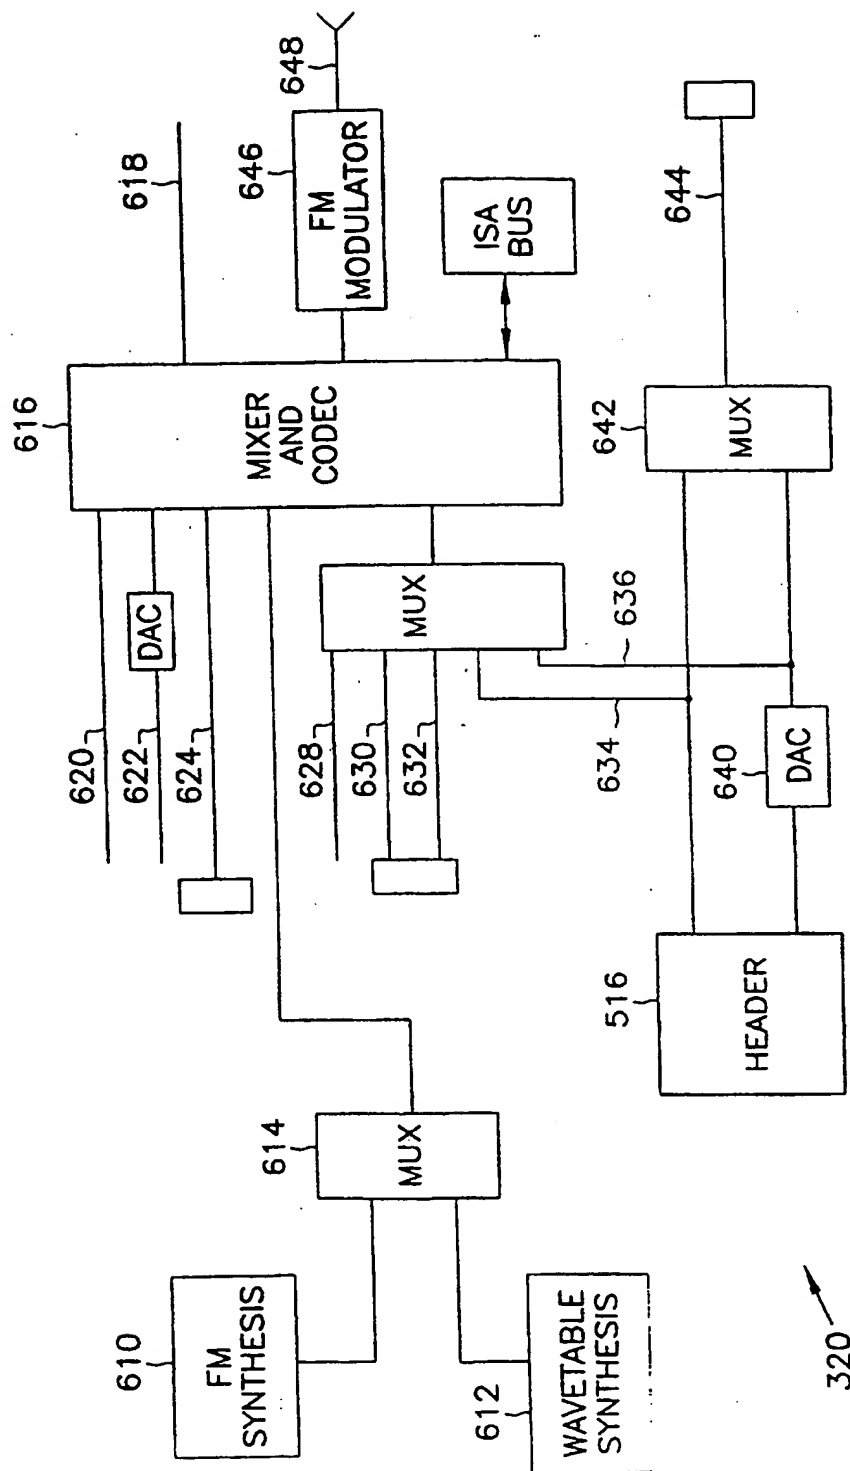 616
620
622
624
618
DAC
610
FM
SYNTHESIS
614
MUX
MIXER
AND
CODEC
646
FM
MODULATOR
648
628
630
632
MUX
ISA
BUS
612
WAVETABLE
SYNTHESIS
634
636
516
HEADER
640
DAC
642
MUX
644
320